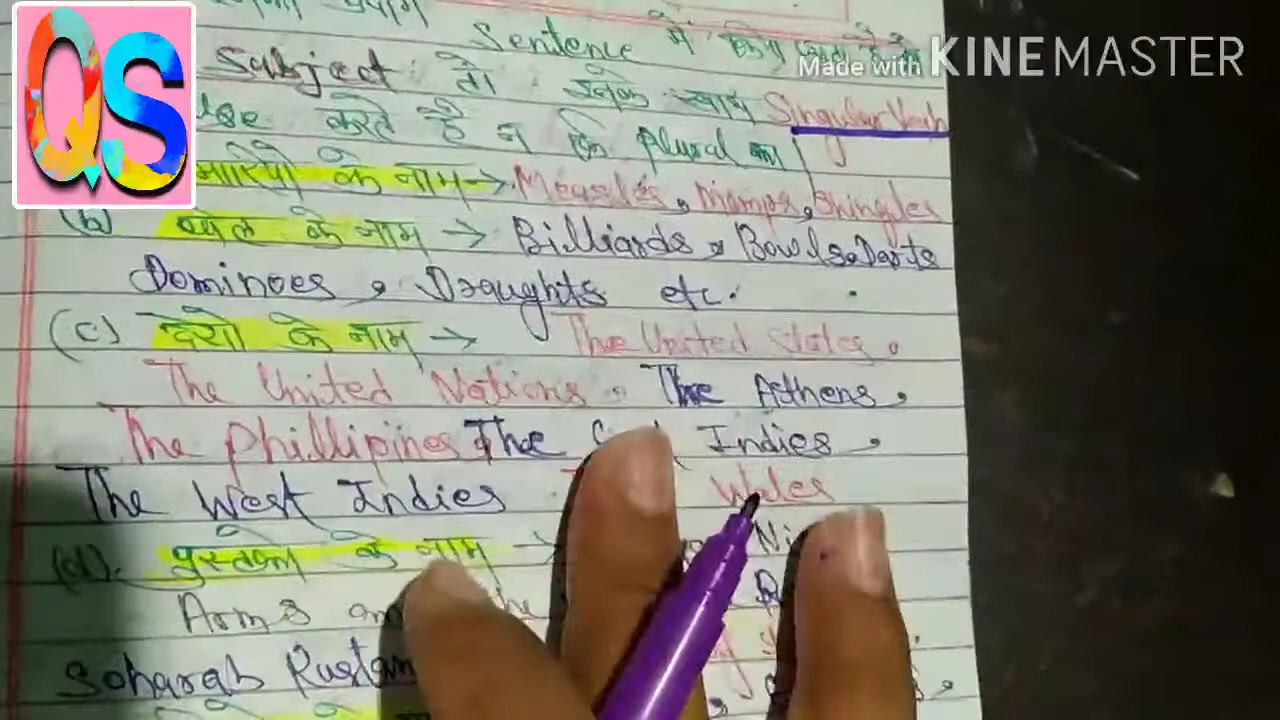 QS
Made with KINEMASTER
Sentence में किया जाता है
Subject तो उनके साथ Singular Verb
use करते है न कि plural का
मारियो के नाम → Measles, Mumps, Shingles
(b) खेल के नाम → Billiards, Bowls, Darts
Dominoes, Draughts etc.
(c) देशो के नाम → The United States,
The United Nations, The Athens,
The Phillipines, The Indies,
The West Indies Wales
(d). पुस्तको के नाम →
Arms and the
Soharab Rustam